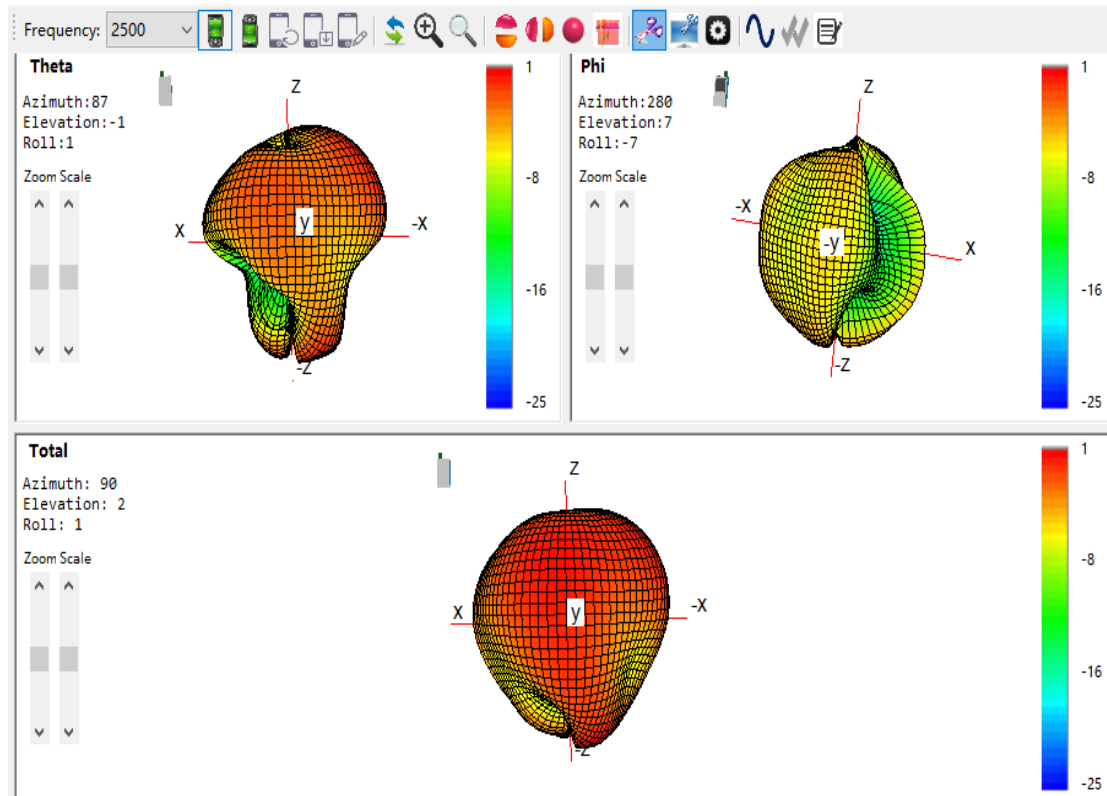 Frequency: 2500
Theta
Azimuth:87
Elevation:-1
Roll:1
Zoom Scale
Z
X
y
-X
-Z
1
-8
-16
-25
Phi
Azimuth:280
Elevation:7
Roll:-7
Zoom Scale
Z
-X
-y
X
-Z
1
-8
-16
-25
Total
Azimuth: 90
Elevation: 2
Roll: 1
Zoom Scale
Z
X
y
-X
-Z
1
-8
-16
-25